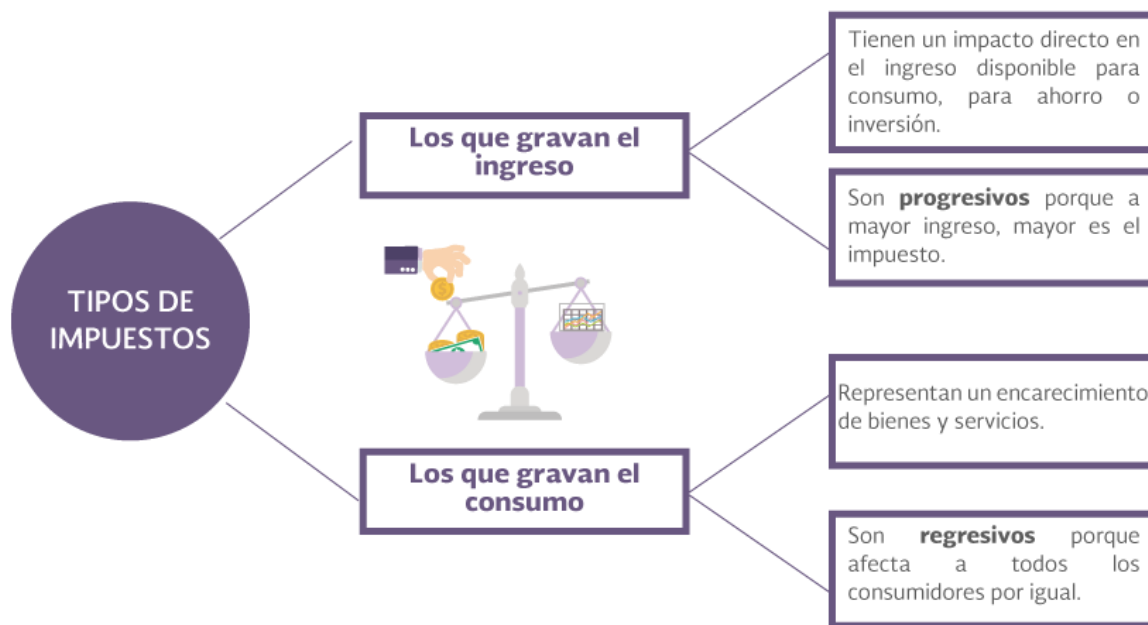 TIPOS DE
IMPUESTOS
Los que gravan el
ingreso
Tienen un impacto directo en
el ingreso disponible para
consumo, para ahorro o
inversión.
Son progresivos porque a
mayor ingreso, mayor es el
impuesto.
Los que gravan el
consumo
Representan un encarecimiento
de bienes y servicios.
Son regresivos porque
afecta a todos los
consumidores por igual.